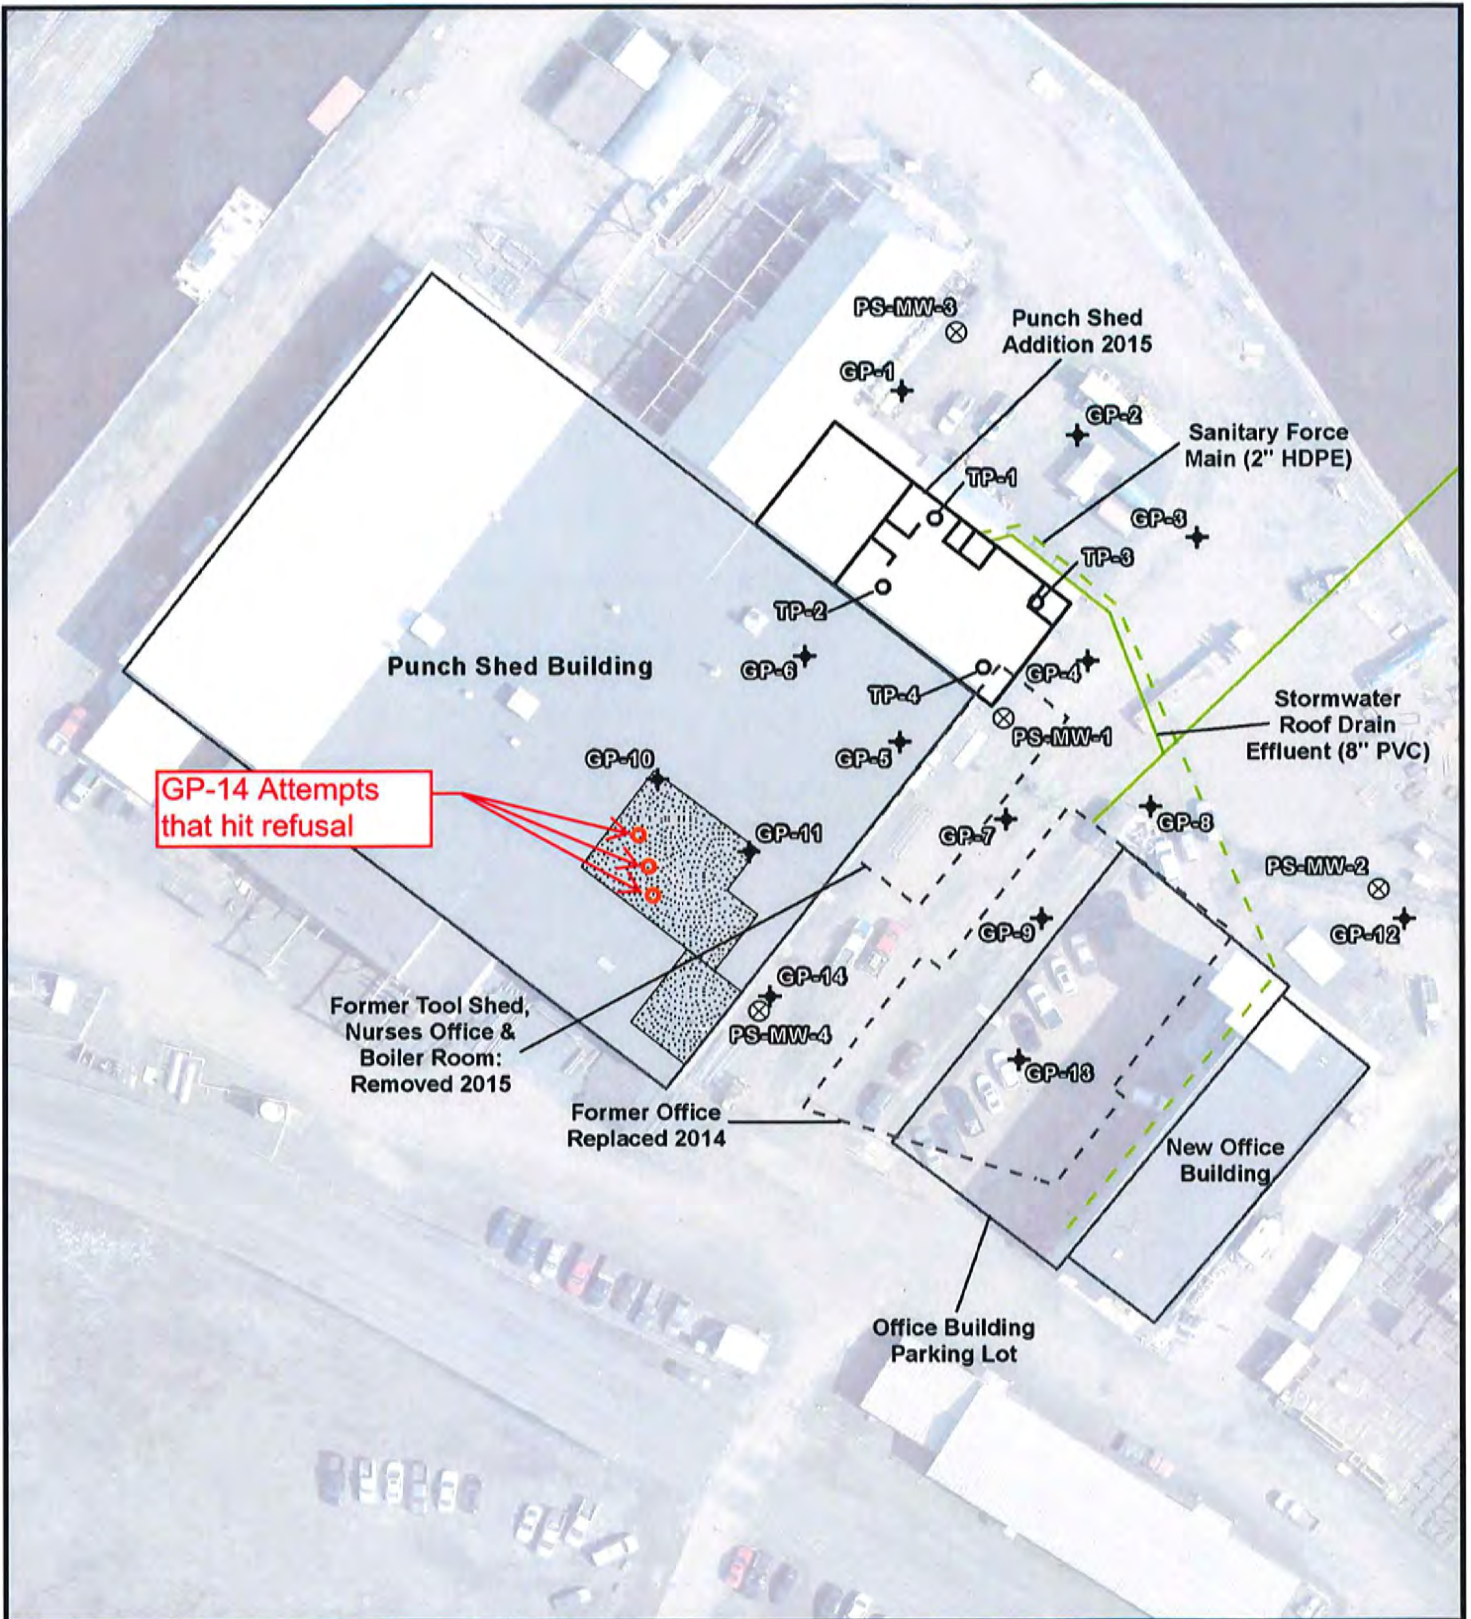 PS-MW-3
Punch Shed
Addition 2015
GP-1
GP-2
Sanitary Force
Main (2" HDPE)
TP-1
GP-3
TP-3
TP-2
Punch Shed Building
GP-6
GP-4
TP-4
Stormwater
Roof Drain
Effluent (8" PVC)
PS-MW-1
GP-5
GP-10
GP-14 Attempts
that hit refusal
GP-11
GP-7
GP-8
PS-MW-2
GP-9
GP-12
GP-14
Former Tool Shed,
Nurses Office &
Boiler Room:
Removed 2015
PS-MW-4
GP-13
Former Office
Replaced 2014
New Office
Building
Office Building
Parking Lot